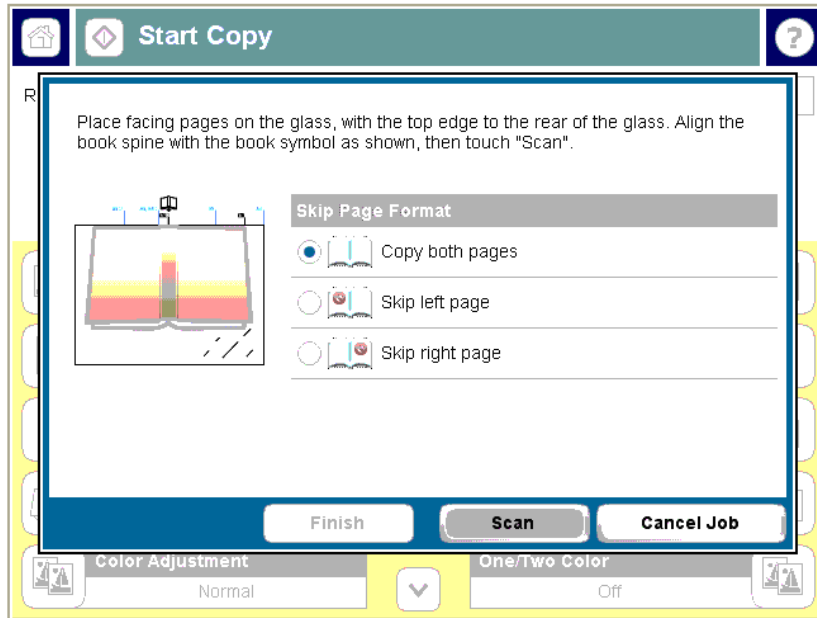 Start Copy
?
R
Place facing pages on the glass, with the top edge to the rear of the glass. Align the
book spine with the book symbol as shown, then touch "Scan".
Skip Page Format
Copy both pages
Skip left page
Skip right page
Finish
Scan
Cancel Job
Color Adjustment
One/Two Color
Normal
Off